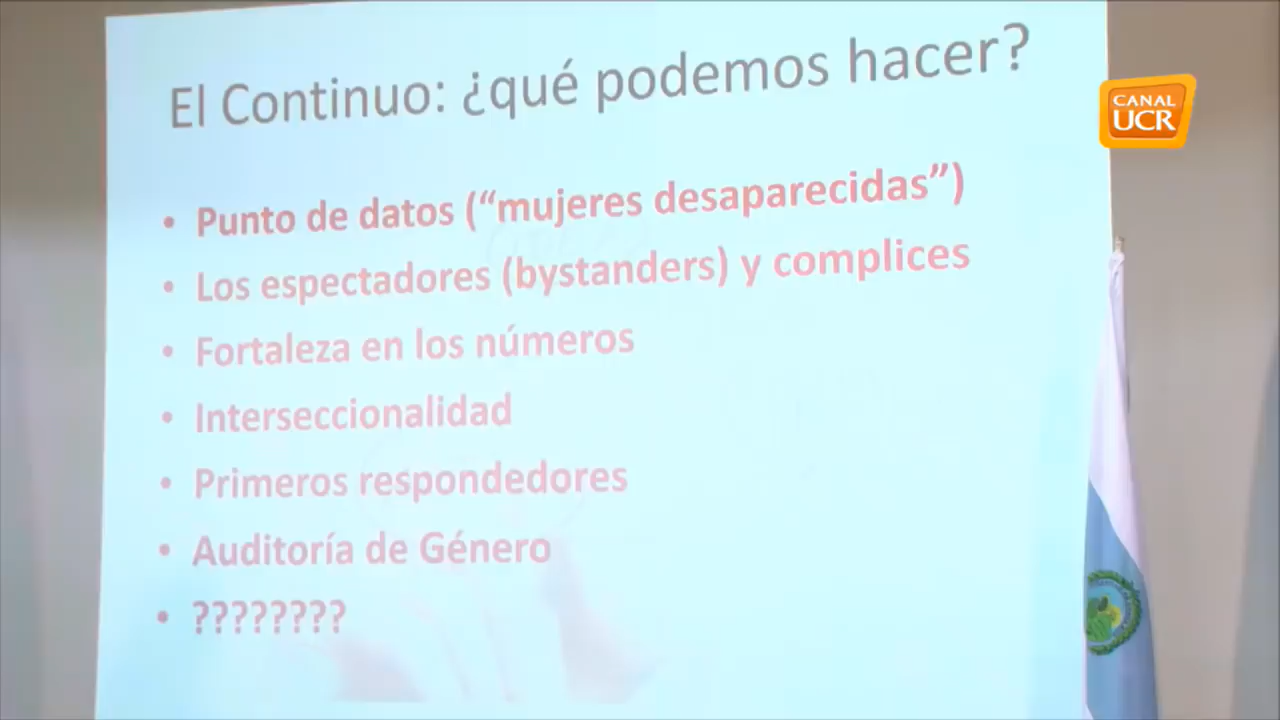 El Continuo: ¿qué podemos hacer?
CANAL
UCR
• Punto de datos (“mujeres desaparecidas”)
• Los espectadores (bystanders) y complices
• Fortaleza en los números
• Interseccionalidad
• Primeros respondedores
• Auditoría de Género
• ????????